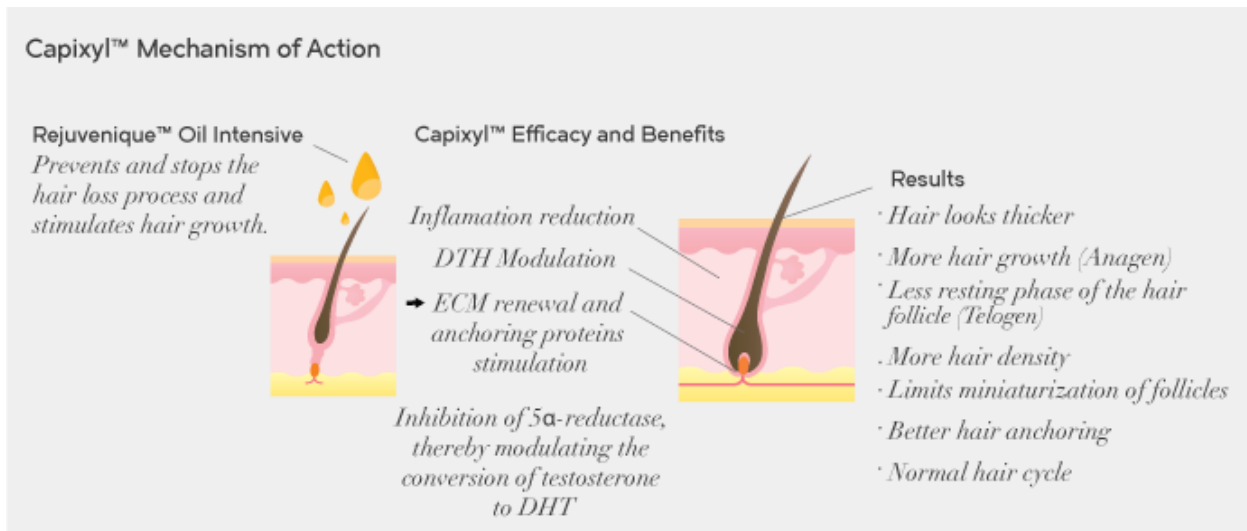 Capixyl™ Mechanism of Action
Rejuvenique™ Oil Intensive
Prevents and stops the
hair loss process and
stimulates hair growth.
Capixyl™ Efficacy and Benefits
Inflamation reduction
DTH Modulation
ECM renewal and
anchoring proteins
stimulation
Inhibition of 5α-reductase,
thereby modulating the
conversion of testosterone
to DHT
Results
· Hair looks thicker
· More hair growth (Anagen)
· Less resting phase of the hair
follicle (Telogen)
. More hair density
· Limits miniaturization of follicles
· Better hair anchoring
· Normal hair cycle